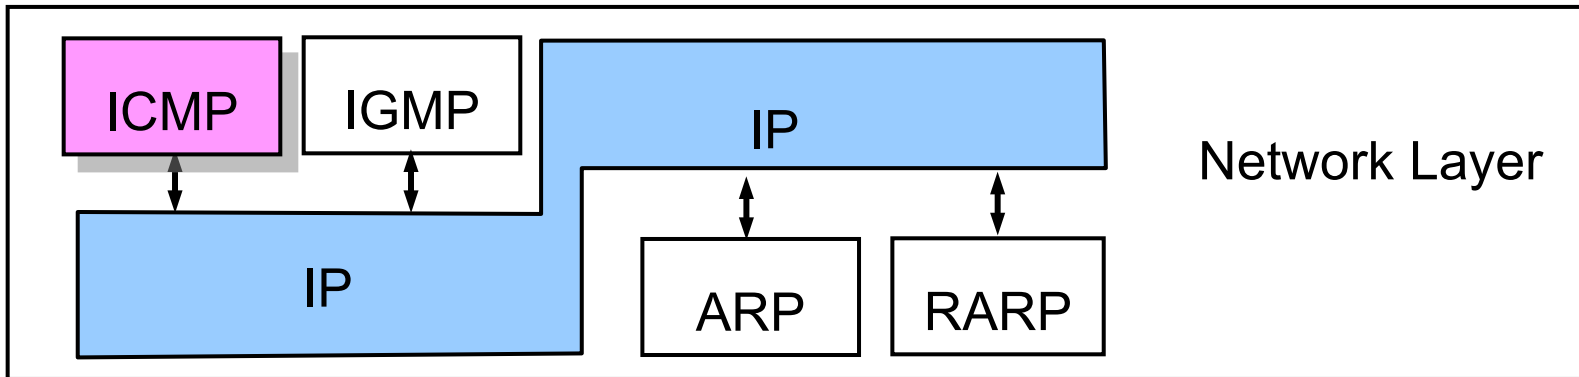 ICMP
IGMP
IP
Network Layer
IP
ARP
RARP